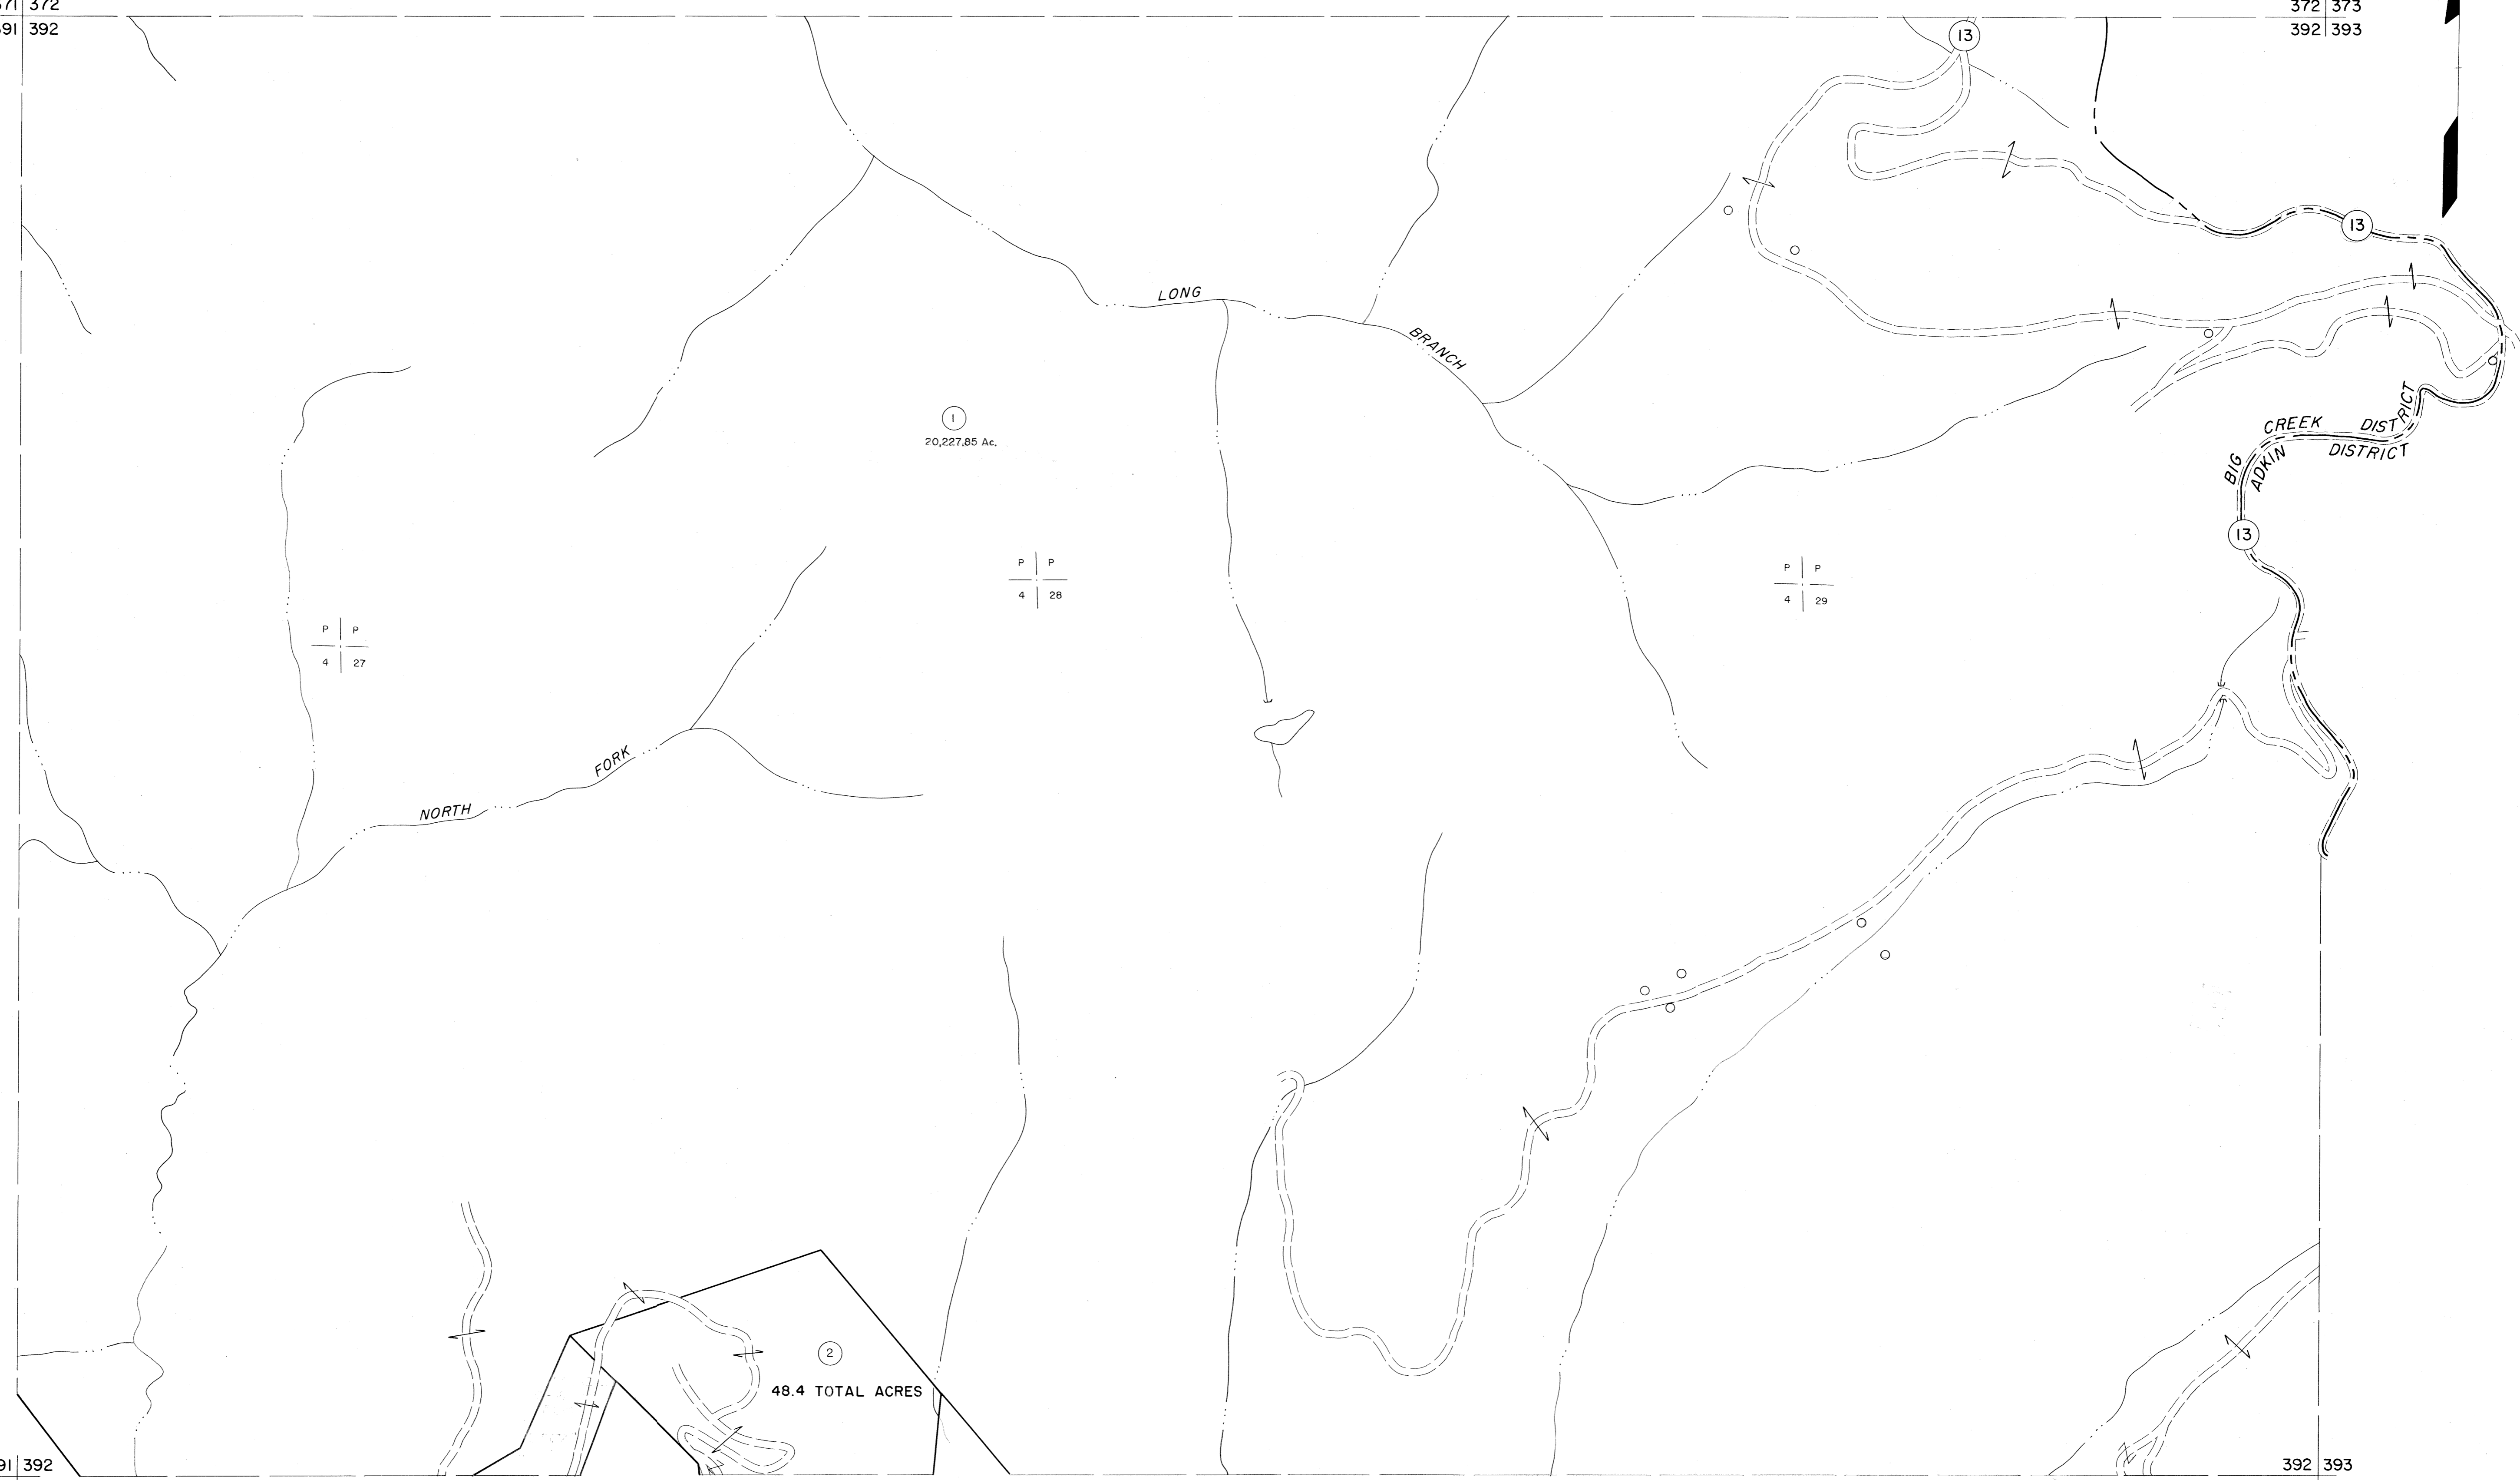 371 372
391 392
372 373
392 393
13
13
LONG
BRANCH
1
20,227.85 Ac.
BIG CREEK DISTRICT
ADKIN DISTRICT
13
P P
4 28
P P
4 29
P P
4 27
FORK
NORTH
2
48.4 TOTAL ACRES
91 392
392 393